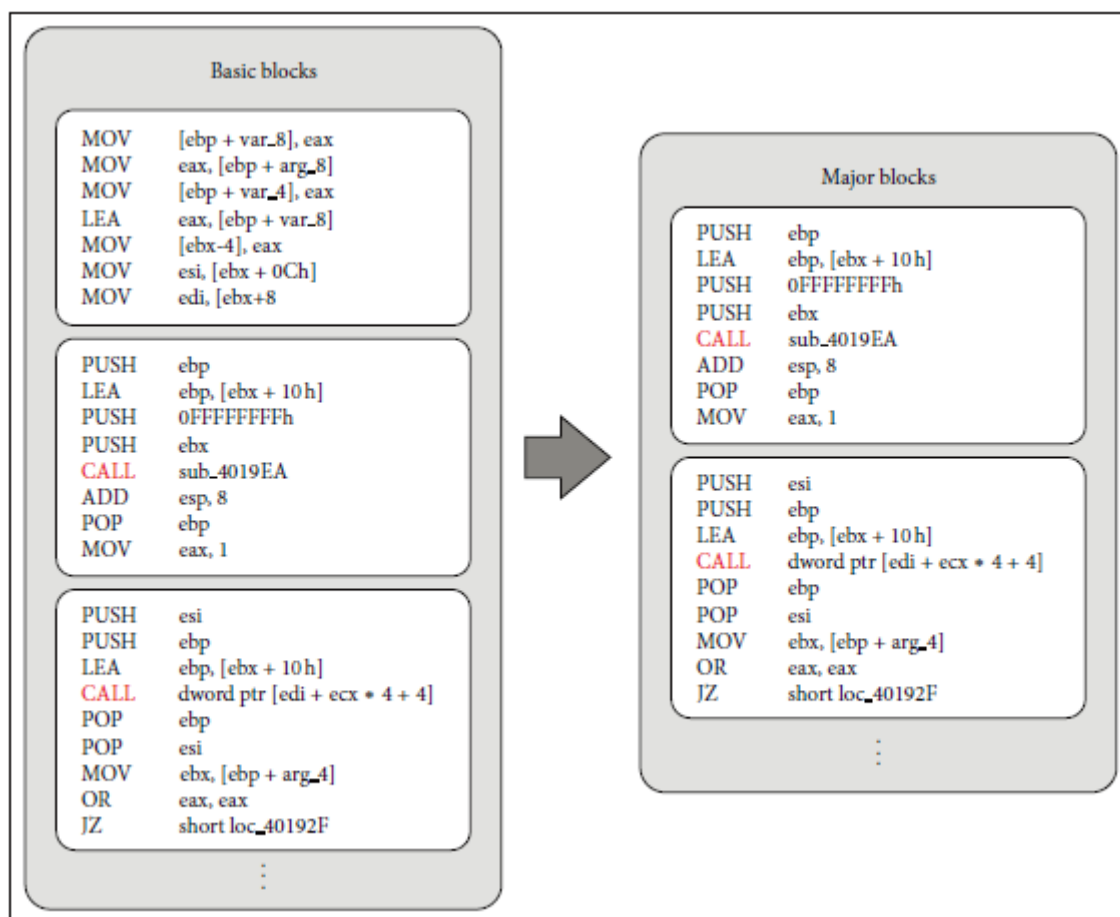 Basic blocks
MOV [ebp + var_8], eax
MOV eax, [ebp + arg_8]
MOV [ebp + var_4], eax
LEA eax, [ebp + var_8]
MOV [ebx-4], eax
MOV esi, [ebx + 0Ch]
MOV edi, [ebx+8
PUSH ebp
LEA ebp, [ebx + 10 h]
PUSH 0FFFFFFFFh
PUSH ebx
CALL sub_4019EA
ADD esp, 8
POP ebp
MOV eax, 1
PUSH esi
PUSH ebp
LEA ebp, [ebx + 10 h]
CALL dword ptr [edi + ecx * 4 + 4]
POP ebp
POP esi
MOV ebx, [ebp + arg_4]
OR eax, eax
JZ short loc_40192F
⋮
Major blocks
PUSH ebp
LEA ebp, [ebx + 10 h]
PUSH 0FFFFFFFFh
PUSH ebx
CALL sub_4019EA
ADD esp, 8
POP ebp
MOV eax, 1
PUSH esi
PUSH ebp
LEA ebp, [ebx + 10 h]
CALL dword ptr [edi + ecx * 4 + 4]
POP ebp
POP esi
MOV ebx, [ebp + arg_4]
OR eax, eax
JZ short loc_40192F
⋮